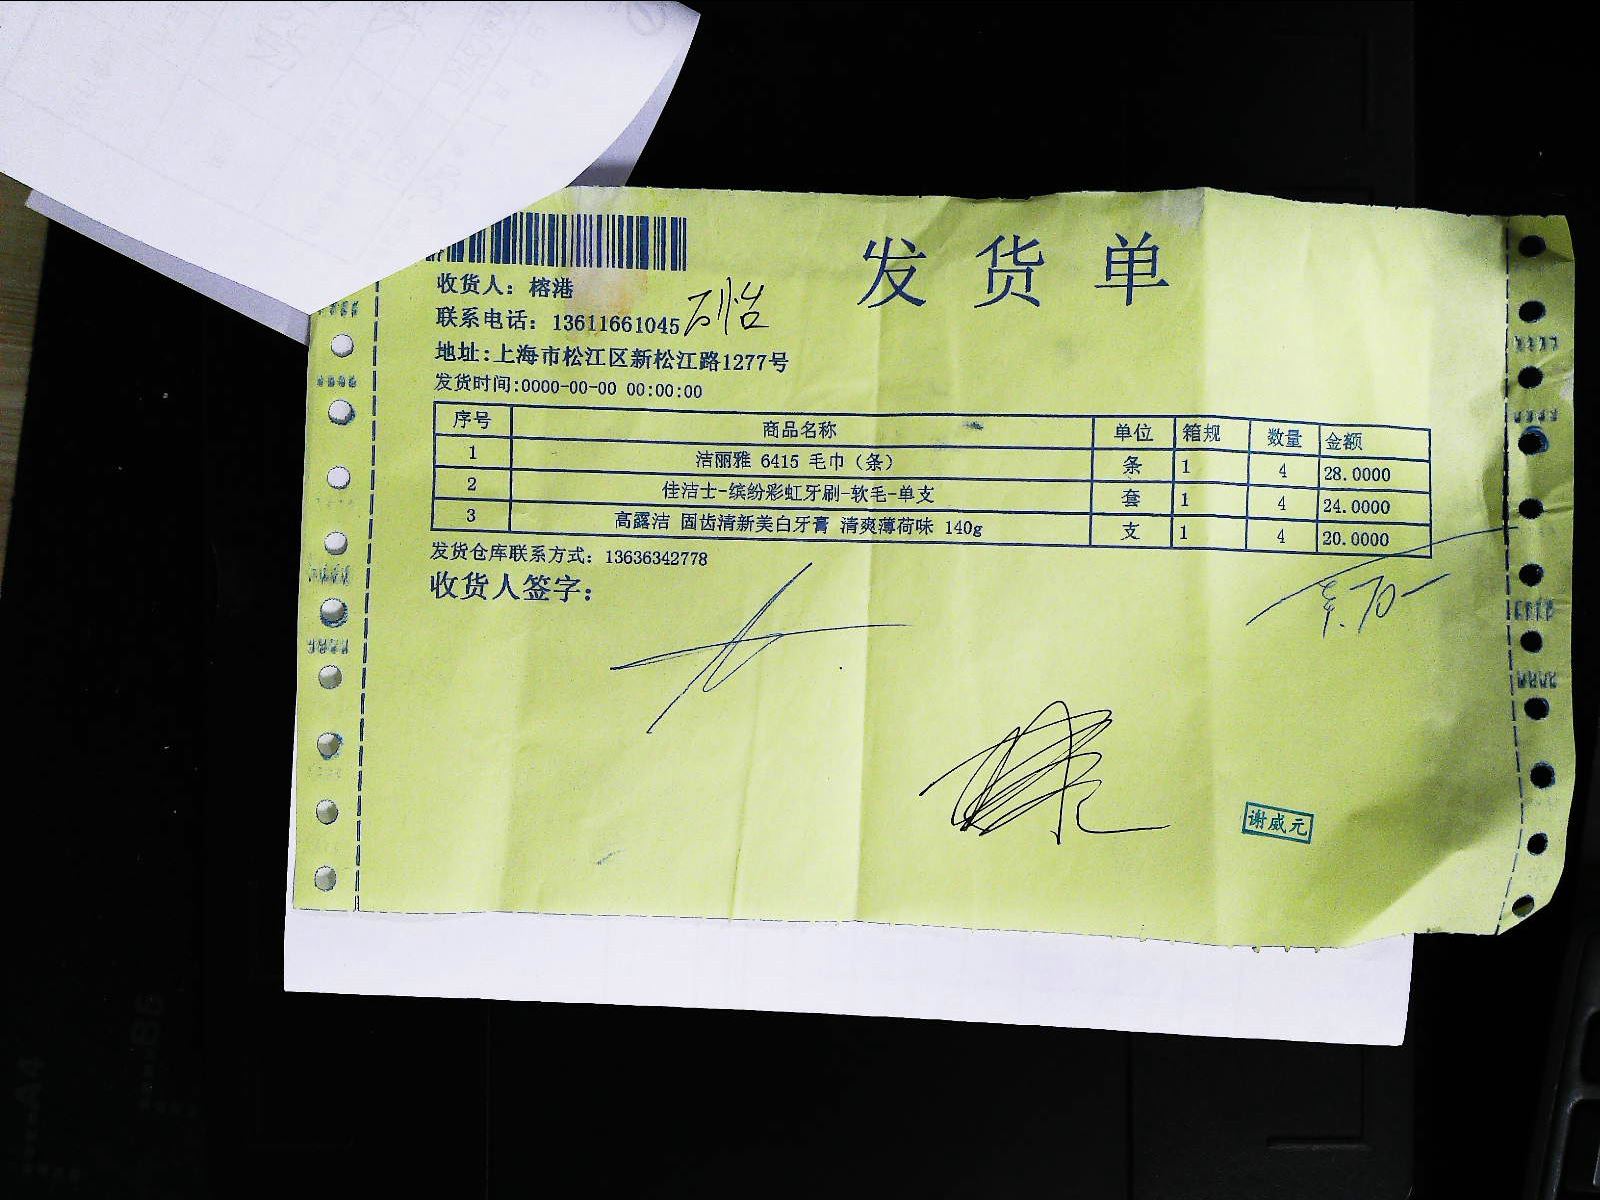 发货单
收货人：榕港
联系电话：13611661045
地址:上海市松江区新松江路1277号
发货时间:0000-00-00 00:00:00
序号 商品名称 单位 箱规 数量 金额
1 洁丽雅 6415 毛巾（条） 条 1 4 28.0000
2 佳洁士-缤纷彩虹牙刷-软毛-单支 套 1 4 24.0000
3 高露洁 固齿清新美白牙膏 清爽薄荷味 140g 支 1 4 20.0000
发货仓库联系方式：13636342778
收货人签字：
谢威元